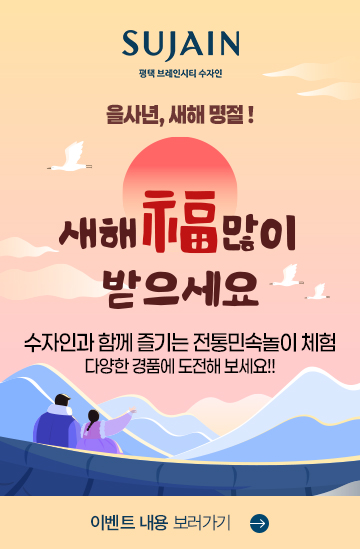 SUJAIN
평택 브레인시티 수자인
을사년, 새해 명절 !
새해 福 많이
받으세요
수자인과 함께 즐기는 전통민속놀이 체험
다양한 경품에 도전해 보세요!!
이벤트 내용 보러가기